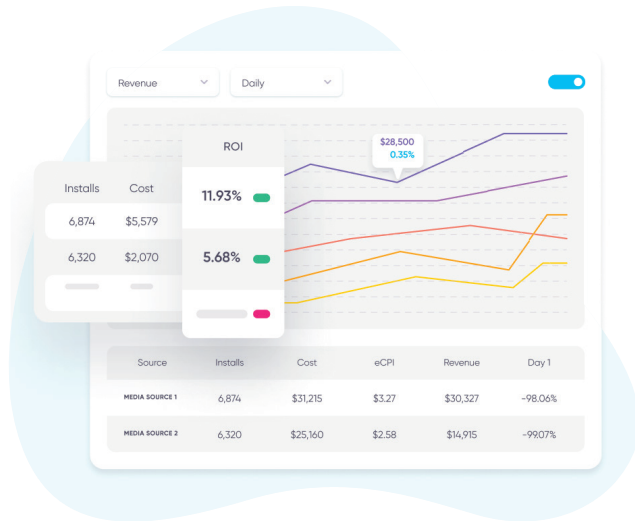 Revenue Daily
$28,500
0.35%
ROI
11.93%
5.68%
Installs Cost
6,874 $5,579
6,320 $2,070
Source Installs Cost eCPI Revenue Day 1
MEDIA SOURCE 1 6,874 $31,215 $3.27 $30,327 -98.06%
MEDIA SOURCE 2 6,320 $25,160 $2.58 $14,915 -99.07%